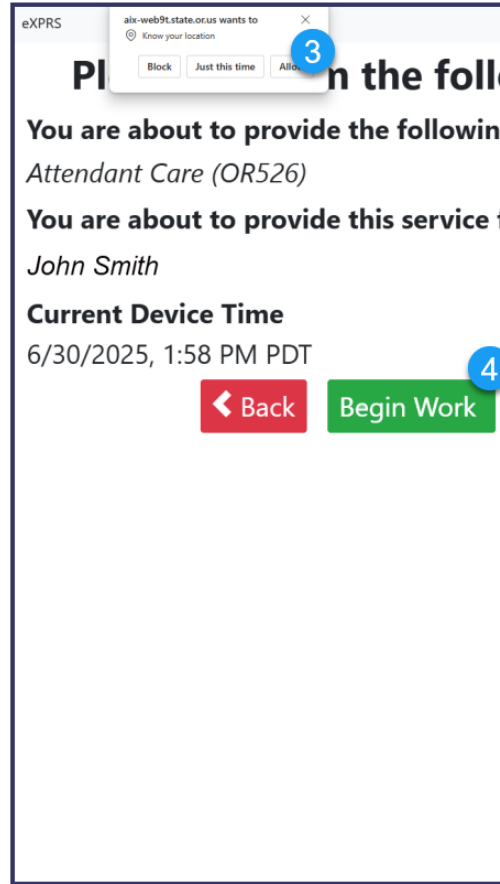 eXPRS
aix-web9t.state.or.us wants to
Know your location
Block Just this time
3
the
You are about to provide the
Attendant Care (OR526)
You are about to provide this service
John Smith
Current Device Time
6/30/2025, 1:58 PM PDT
4
Back Begin Work